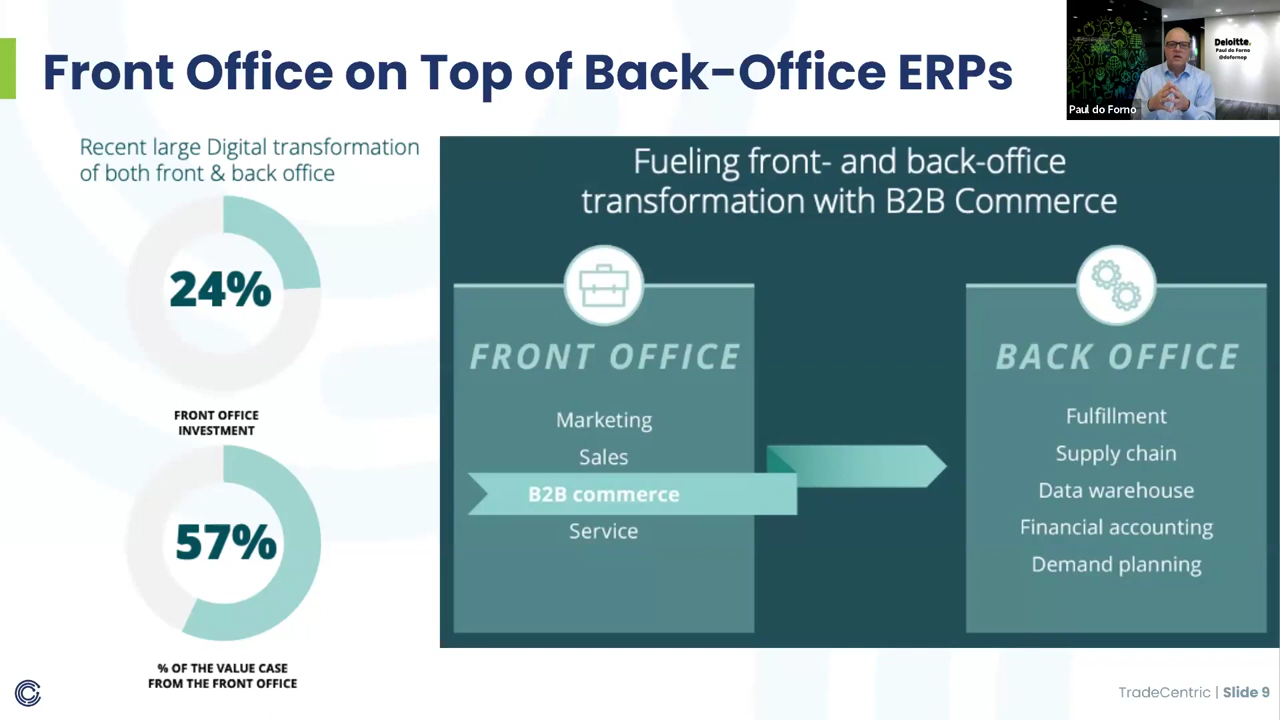 Front Office on Top of Back-Office ERPs
Deloitte.
Paul do Forno
@dofornop
Paul do Forno
Recent large Digital transformation
of both front & back office
24%
FRONT OFFICE
INVESTMENT
57%
% OF THE VALUE CASE
FROM THE FRONT OFFICE
Fueling front- and back-office
transformation with B2B Commerce
FRONT OFFICE
Marketing
Sales
B2B commerce
Service
BACK OFFICE
Fulfillment
Supply chain
Data warehouse
Financial accounting
Demand planning
TradeCentric | Slide 9